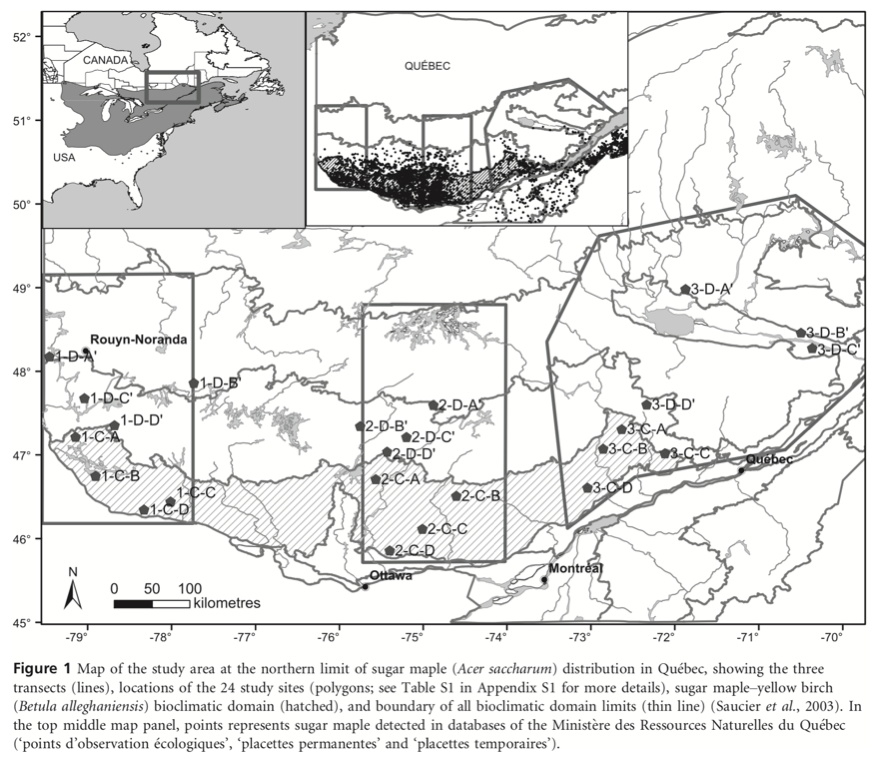 52°
51°
50°
49°
48°
47°
46°
45°
CANADA
USA
QUÉBEC
3-D-A'
3-D-B'
3-D-C'
Rouyn-Noranda
1-D-A'
1-D-B'
1-D-C'
1-D-D'
1-C-A
1-C-B
1-C-C
1-C-D
2-D-A'
2-D-B'
2-D-C'
2-D-D'
2-C-A
2-C-B
2-C-C
2-C-D
3-D-D'
3-C-A
3-C-B
3-C-C
3-C-D
Québec
Montréal
Ottawa
N
0 50 100
kilometres
-79° -78° -77° -76° -75° -74° -73° -72° -71° -70°
Figure 1 Map of the study area at the northern limit of sugar maple (Acer saccharum) distribution in Québec, showing the three
transects (lines), locations of the 24 study sites (polygons; see Table S1 in Appendix S1 for more details), sugar maple–yellow birch
(Betula alleghaniensis) bioclimatic domain (hatched), and boundary of all bioclimatic domain limits (thin line) (Saucier et al., 2003). In
the top middle map panel, points represents sugar maple detected in databases of the Ministère des Ressources Naturelles du Québec
(‘points d’observation écologiques’, ‘placettes permanentes’ and ‘placettes temporaires’).